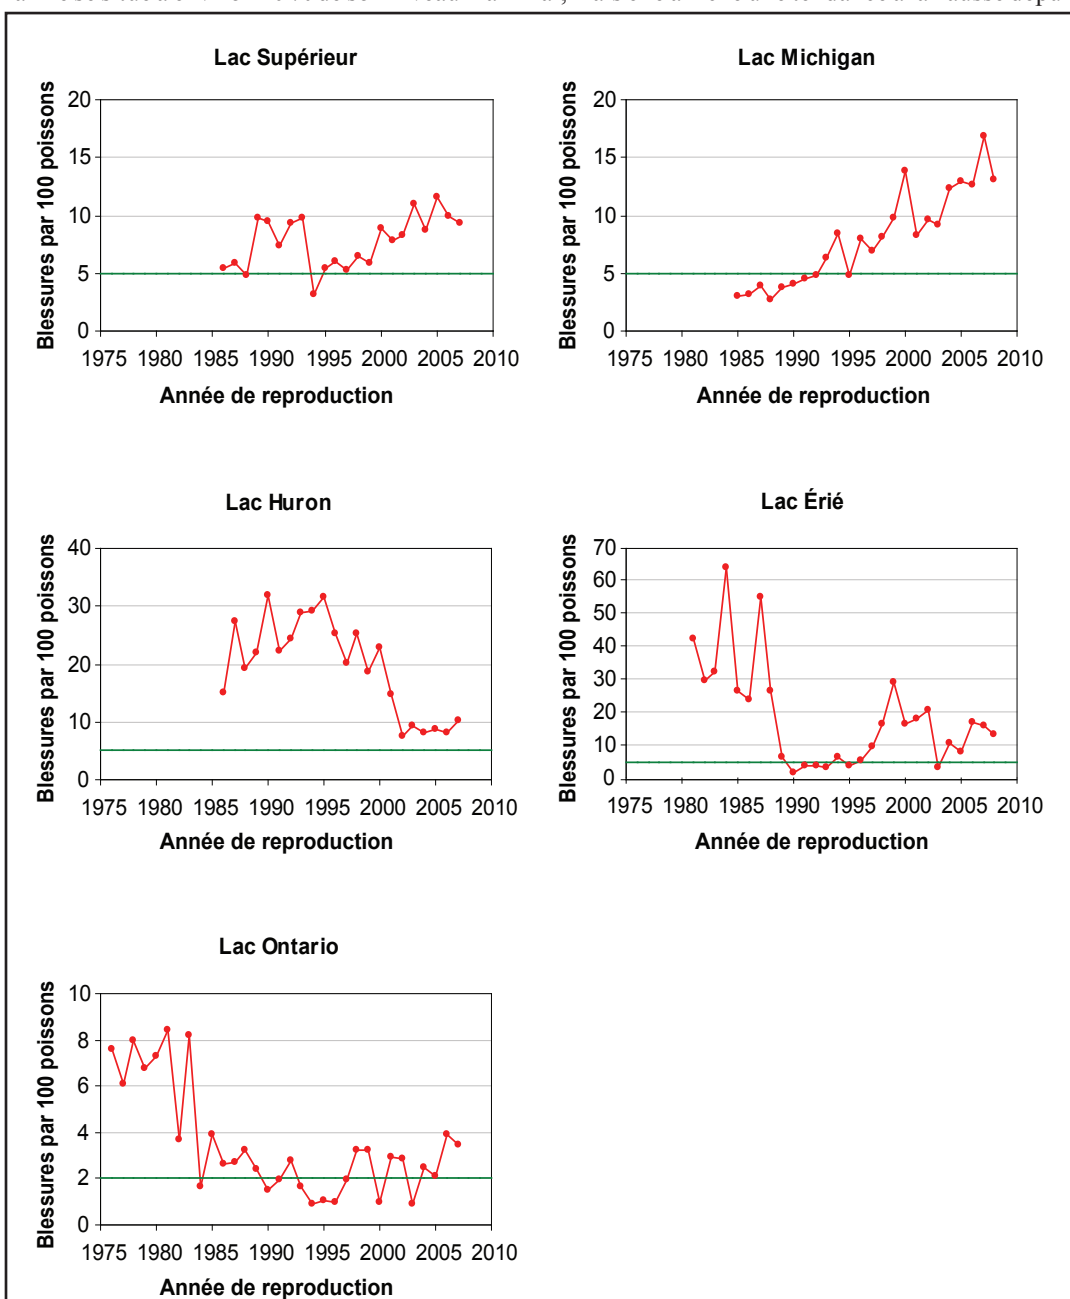 Lac Supérieur
Blessures par 100 poissons
20
15
10
5
0
1975 1980 1985 1990 1995 2000 2005 2010
Année de reproduction
Lac Michigan
Blessures par 100 poissons
20
15
10
5
0
1975 1980 1985 1990 1995 2000 2005 2010
Année de reproduction
Lac Huron
Blessures par 100 poissons
40
30
20
10
0
1975 1980 1985 1990 1995 2000 2005 2010
Année de reproduction
Lac Érié
Blessures par 100 poissons
70
60
50
40
30
20
10
0
1975 1980 1985 1990 1995 2000 2005 2010
Année de reproduction
Lac Ontario
Blessures par 100 poissons
10
8
6
4
2
0
1975 1980 1985 1990 1995 2000 2005 2010
Année de reproduction